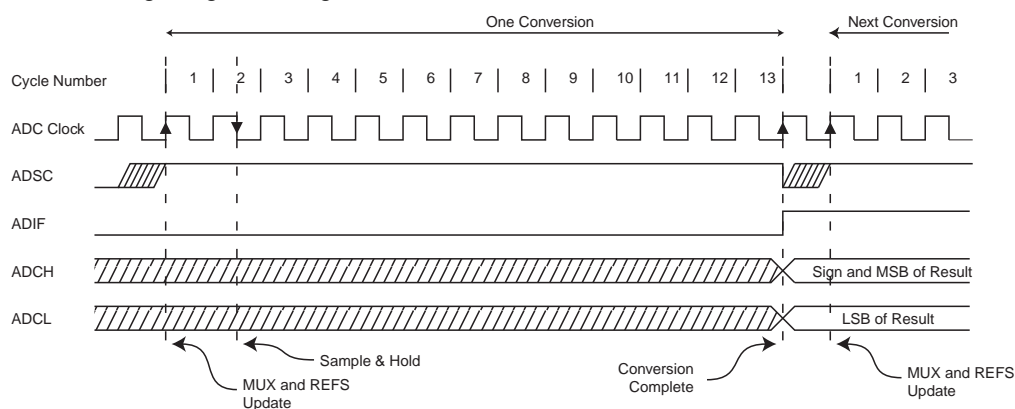 One Conversion
Next Conversion
Cycle Number
1 2 3 4 5 6 7 8 9 10 11 12 13 1 2 3
ADC Clock
ADSC
ADIF
ADCH
Sign and MSB of Result
ADCL
LSB of Result
Sample & Hold
MUX and REFS
Update
Conversion
Complete
MUX and REFS
Update